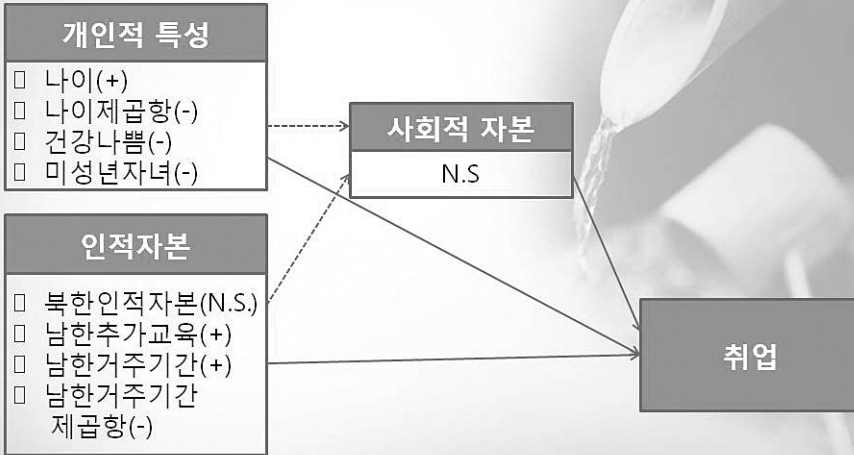 개인적 특성
▯ 나이(+)
▯ 나이제곱항(-)
▯ 건강나쁨(-)
▯ 미성년자녀(-)
사회적 자본
N.S
인적자본
▯ 북한인적자본(N.S.)
▯ 남한추가교육(+)
▯ 남한거주기간(+)
▯ 남한거주기간
제곱항(-)
취업